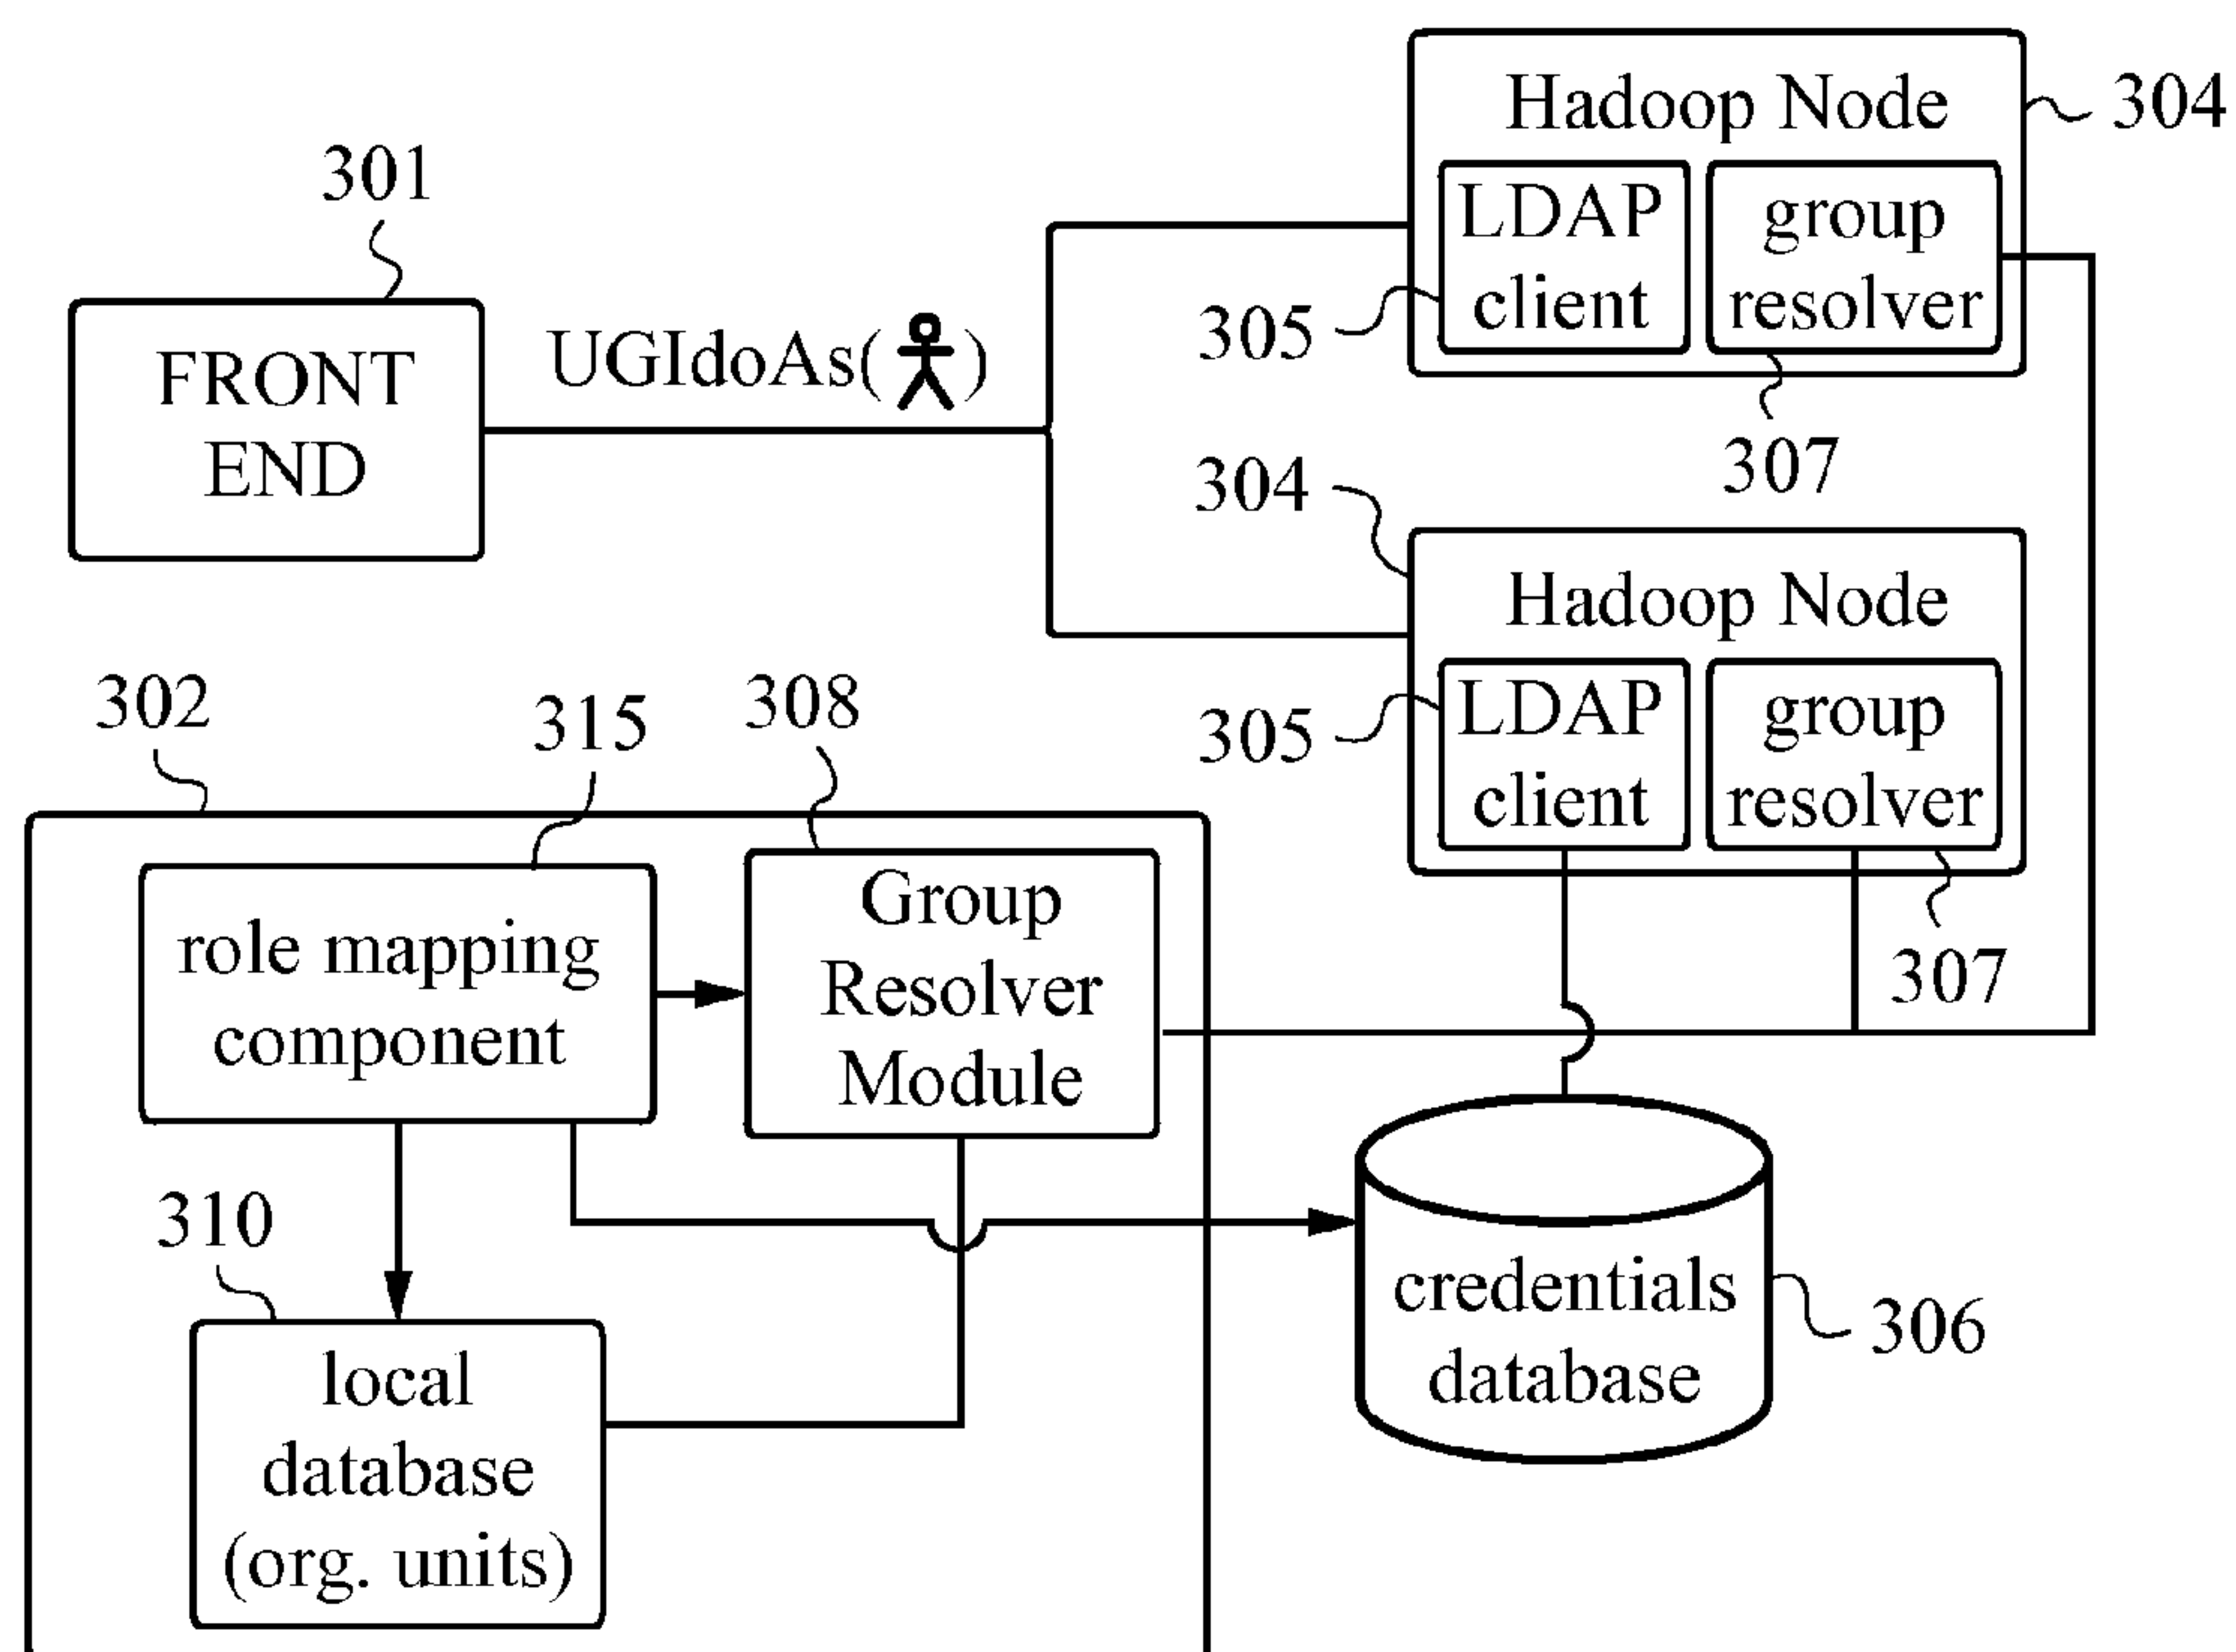 301
FRONT
END
UGIdoAs( )
Hadoop Node
304
LDAP
client
group
resolver
305
307
304
Hadoop Node
LDAP
client
group
resolver
305
307
302
315
308
role mapping
component
Group
Resolver
Module
310
local
database
(org. units)
credentials
database
306